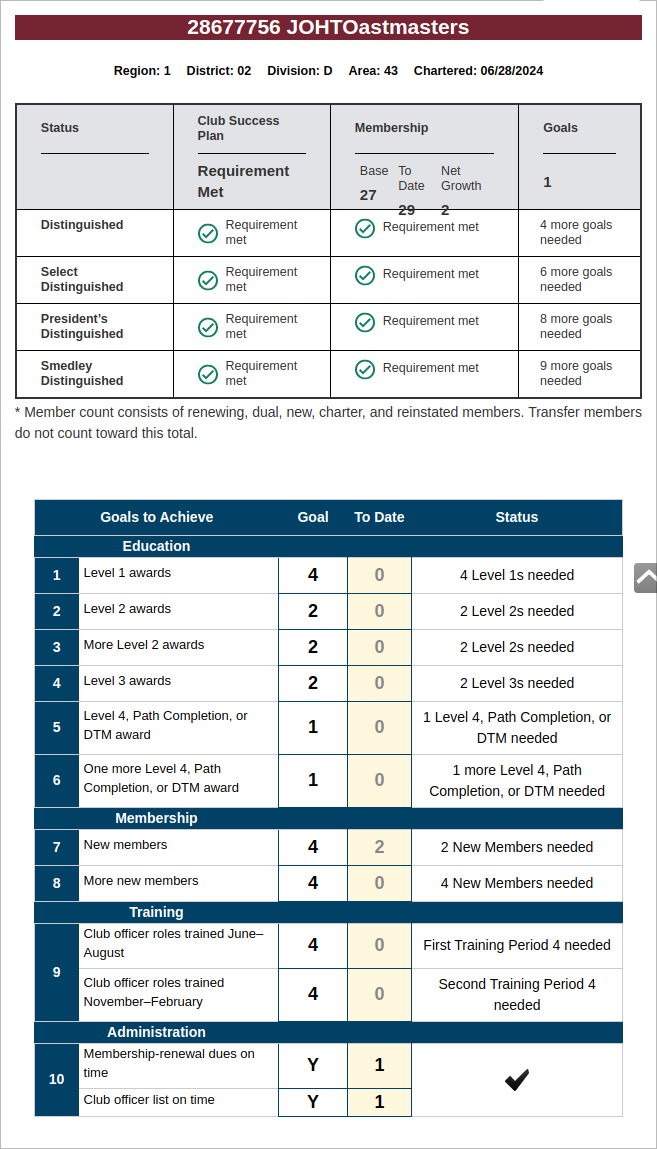 28677756 JOHTOastmasters
Region: 1 District: 02 Division: D Area: 43 Chartered: 06/28/2024
Status
Club Success
Plan
Membership
Goals
Requirement
Met
Base To Net
Date Growth
27
29 2
1
Distinguished
Requirement
met
Requirement met
4 more goals
needed
Select
Distinguished
Requirement
met
Requirement met
6 more goals
needed
President's
Distinguished
Requirement
met
Requirement met
8 more goals
needed
Smedley
Distinguished
Requirement
met
Requirement met
9 more goals
needed
* Member count consists of renewing, dual, new, charter, and reinstated members. Transfer members
do not count toward this total.
Goals to Achieve Goal To Date Status
Education
1 Level 1 awards 4 0 4 Level 1s needed
2 Level 2 awards 2 0 2 Level 2s needed
3 More Level 2 awards 2 0 2 Level 2s needed
4 Level 3 awards 2 0 2 Level 3s needed
5
Level 4, Path Completion, or
DTM award
1 0
1 Level 4, Path Completion, or
DTM needed
6
One more Level 4, Path
Completion, or DTM award
1 0
1 more Level 4, Path
Completion, or DTM needed
Membership
7 New members 4 2 2 New Members needed
8 More new members 4 0 4 New Members needed
Training
9
Club officer roles trained June–
August
4 0 First Training Period 4 needed
Club officer roles trained
November–February
4 0
Second Training Period 4
needed
Administration
10
Membership-renewal dues on
time
Y 1
Club officer list on time Y 1